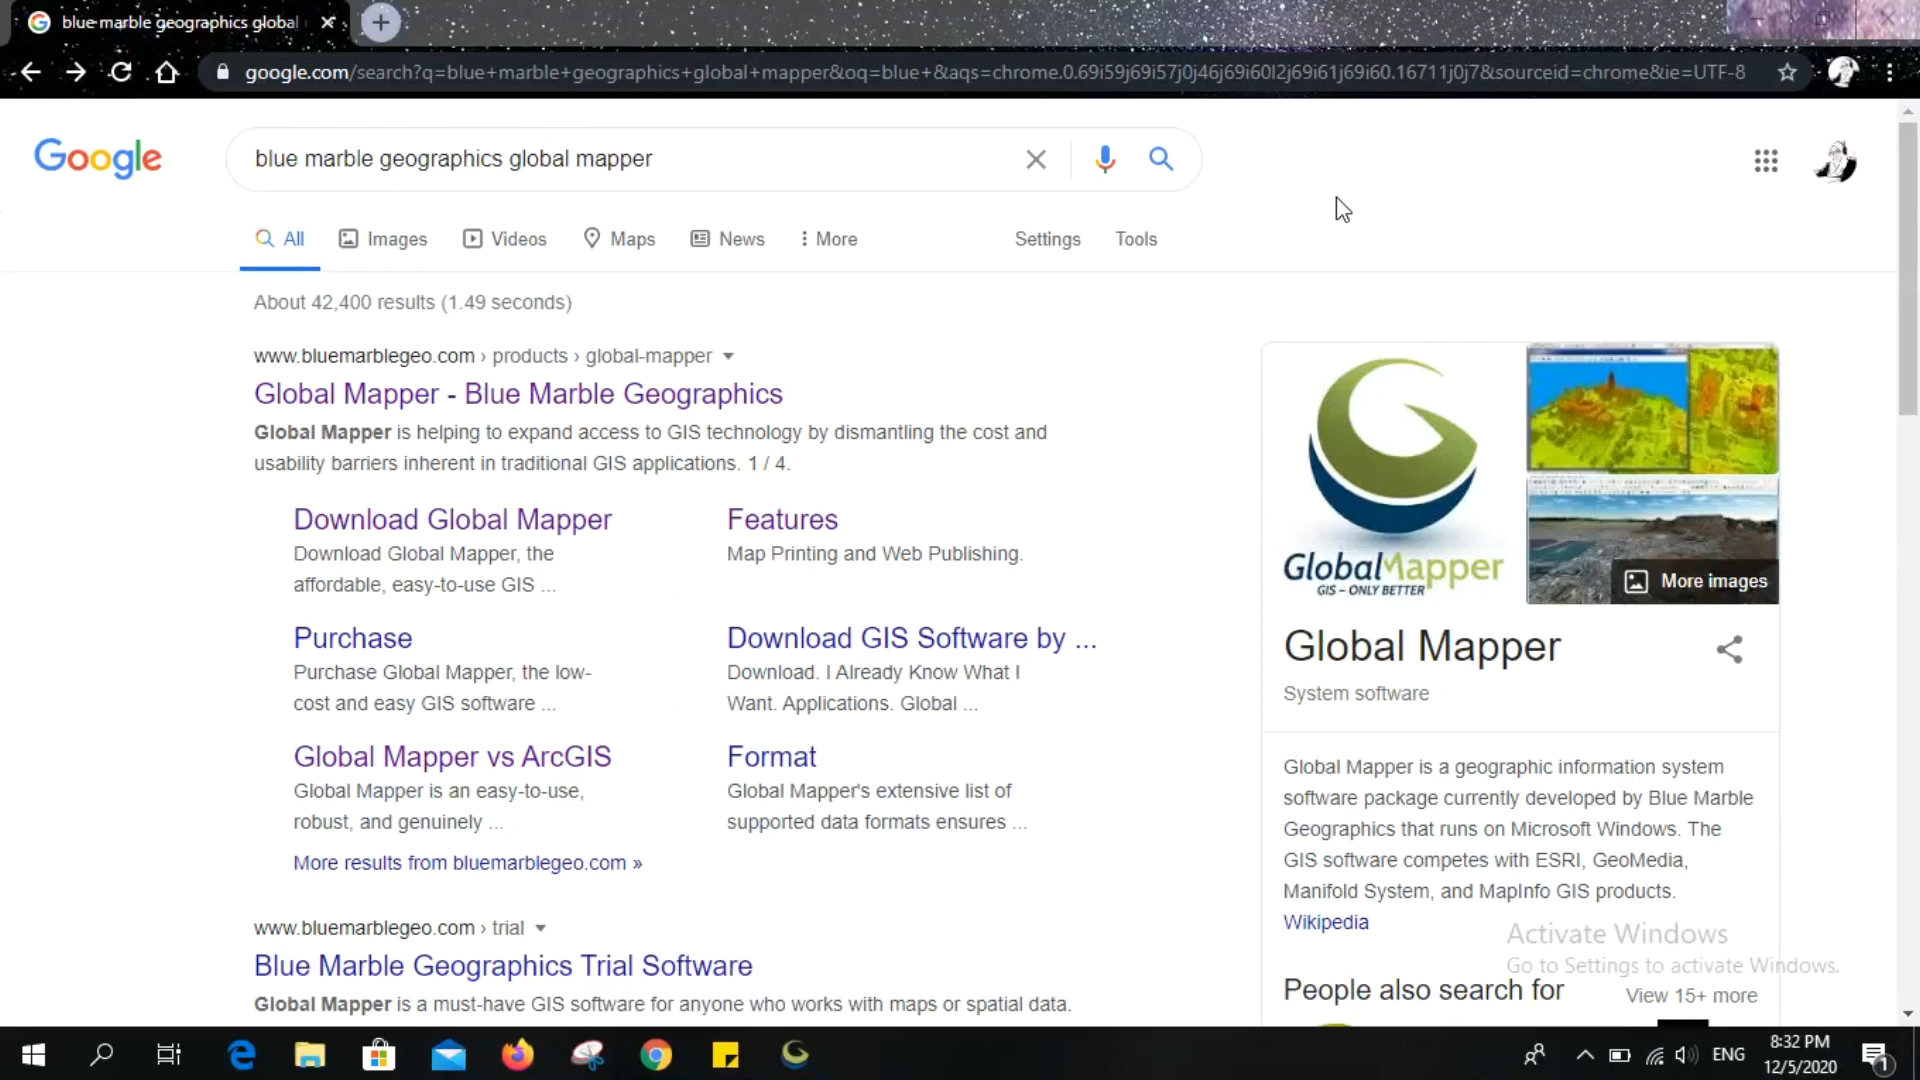 blue marble geographics global
google.com/search?q=blue+marble+geographics+global+mapper&oq=blue+&aqs=chrome.0.69i59j69i57j0j46j69i60l2j69i61j69i60.16711j0j7&sourceid=chrome&ie=UTF-8
Google
blue marble geographics global mapper
All
Images
Videos
Maps
News
More
Settings
Tools
About 42,400 results (1.49 seconds)
www.bluemarblegeo.com › products › global-mapper
Global Mapper - Blue Marble Geographics
Global Mapper is helping to expand access to GIS technology by dismantling the cost and
usability barriers inherent in traditional GIS applications. 1 / 4.
Download Global Mapper
Download Global Mapper, the
affordable, easy-to-use GIS ...
Features
Map Printing and Web Publishing.
Purchase
Purchase Global Mapper, the low-
cost and easy GIS software ...
Download GIS Software by ...
Download. I Already Know What I
Want. Applications. Global ...
Global Mapper vs ArcGIS
Global Mapper is an easy-to-use,
robust, and genuinely ...
Format
Global Mapper's extensive list of
supported data formats ensures ...
More results from bluemarblegeo.com »
www.bluemarblegeo.com › trial
Blue Marble Geographics Trial Software
Global Mapper is a must-have GIS software for anyone who works with maps or spatial data.
GlobalMapper
GIS – ONLY BETTER
More images
Global Mapper
System software
Global Mapper is a geographic information system
software package currently developed by Blue Marble
Geographics that runs on Microsoft Windows. The
GIS software competes with ESRI, GeoMedia,
Manifold System, and MapInfo GIS products.
Wikipedia
Activate Windows
Go to Settings to activate Windows.
People also search for
View 15+ more
ENG
8:32 PM
12/5/2020
1